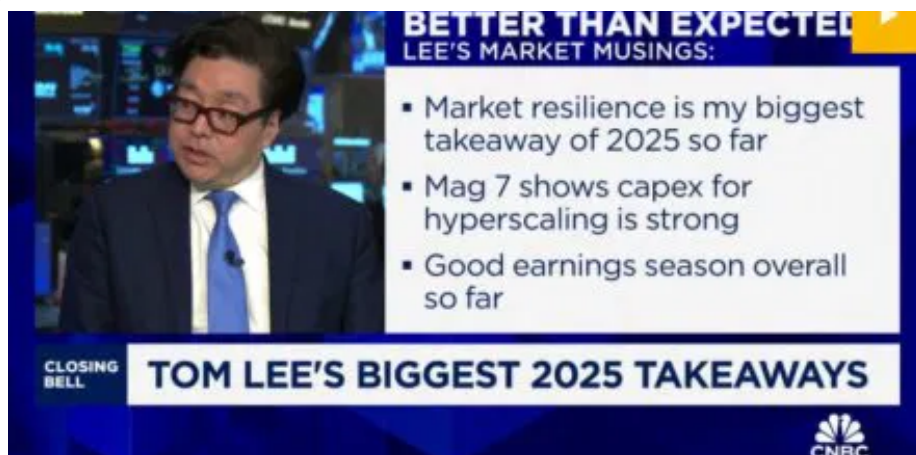 BETTER THAN EXPECTED
LEE'S MARKET MUSINGS:
▪ Market resilience is my biggest
takeaway of 2025 so far
▪ Mag 7 shows capex for
hyperscaling is strong
▪ Good earnings season overall
so far
CLOSING
BELL
TOM LEE'S BIGGEST 2025 TAKEAWAYS
CNBC